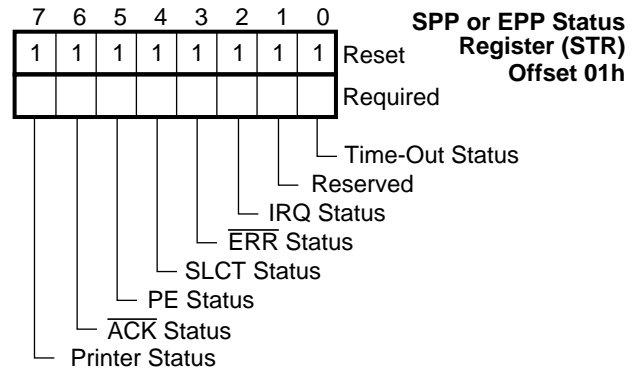 7 6 5 4 3 2 1 0
SPP or EPP Status
Register (STR)
Offset 01h
1 1 1 1 1 1 1 1 Reset
Required
Time-Out Status
Reserved
IRQ Status
E̅R̅R̅ Status
SLCT Status
PE Status
A̅C̅K̅ Status
Printer Status